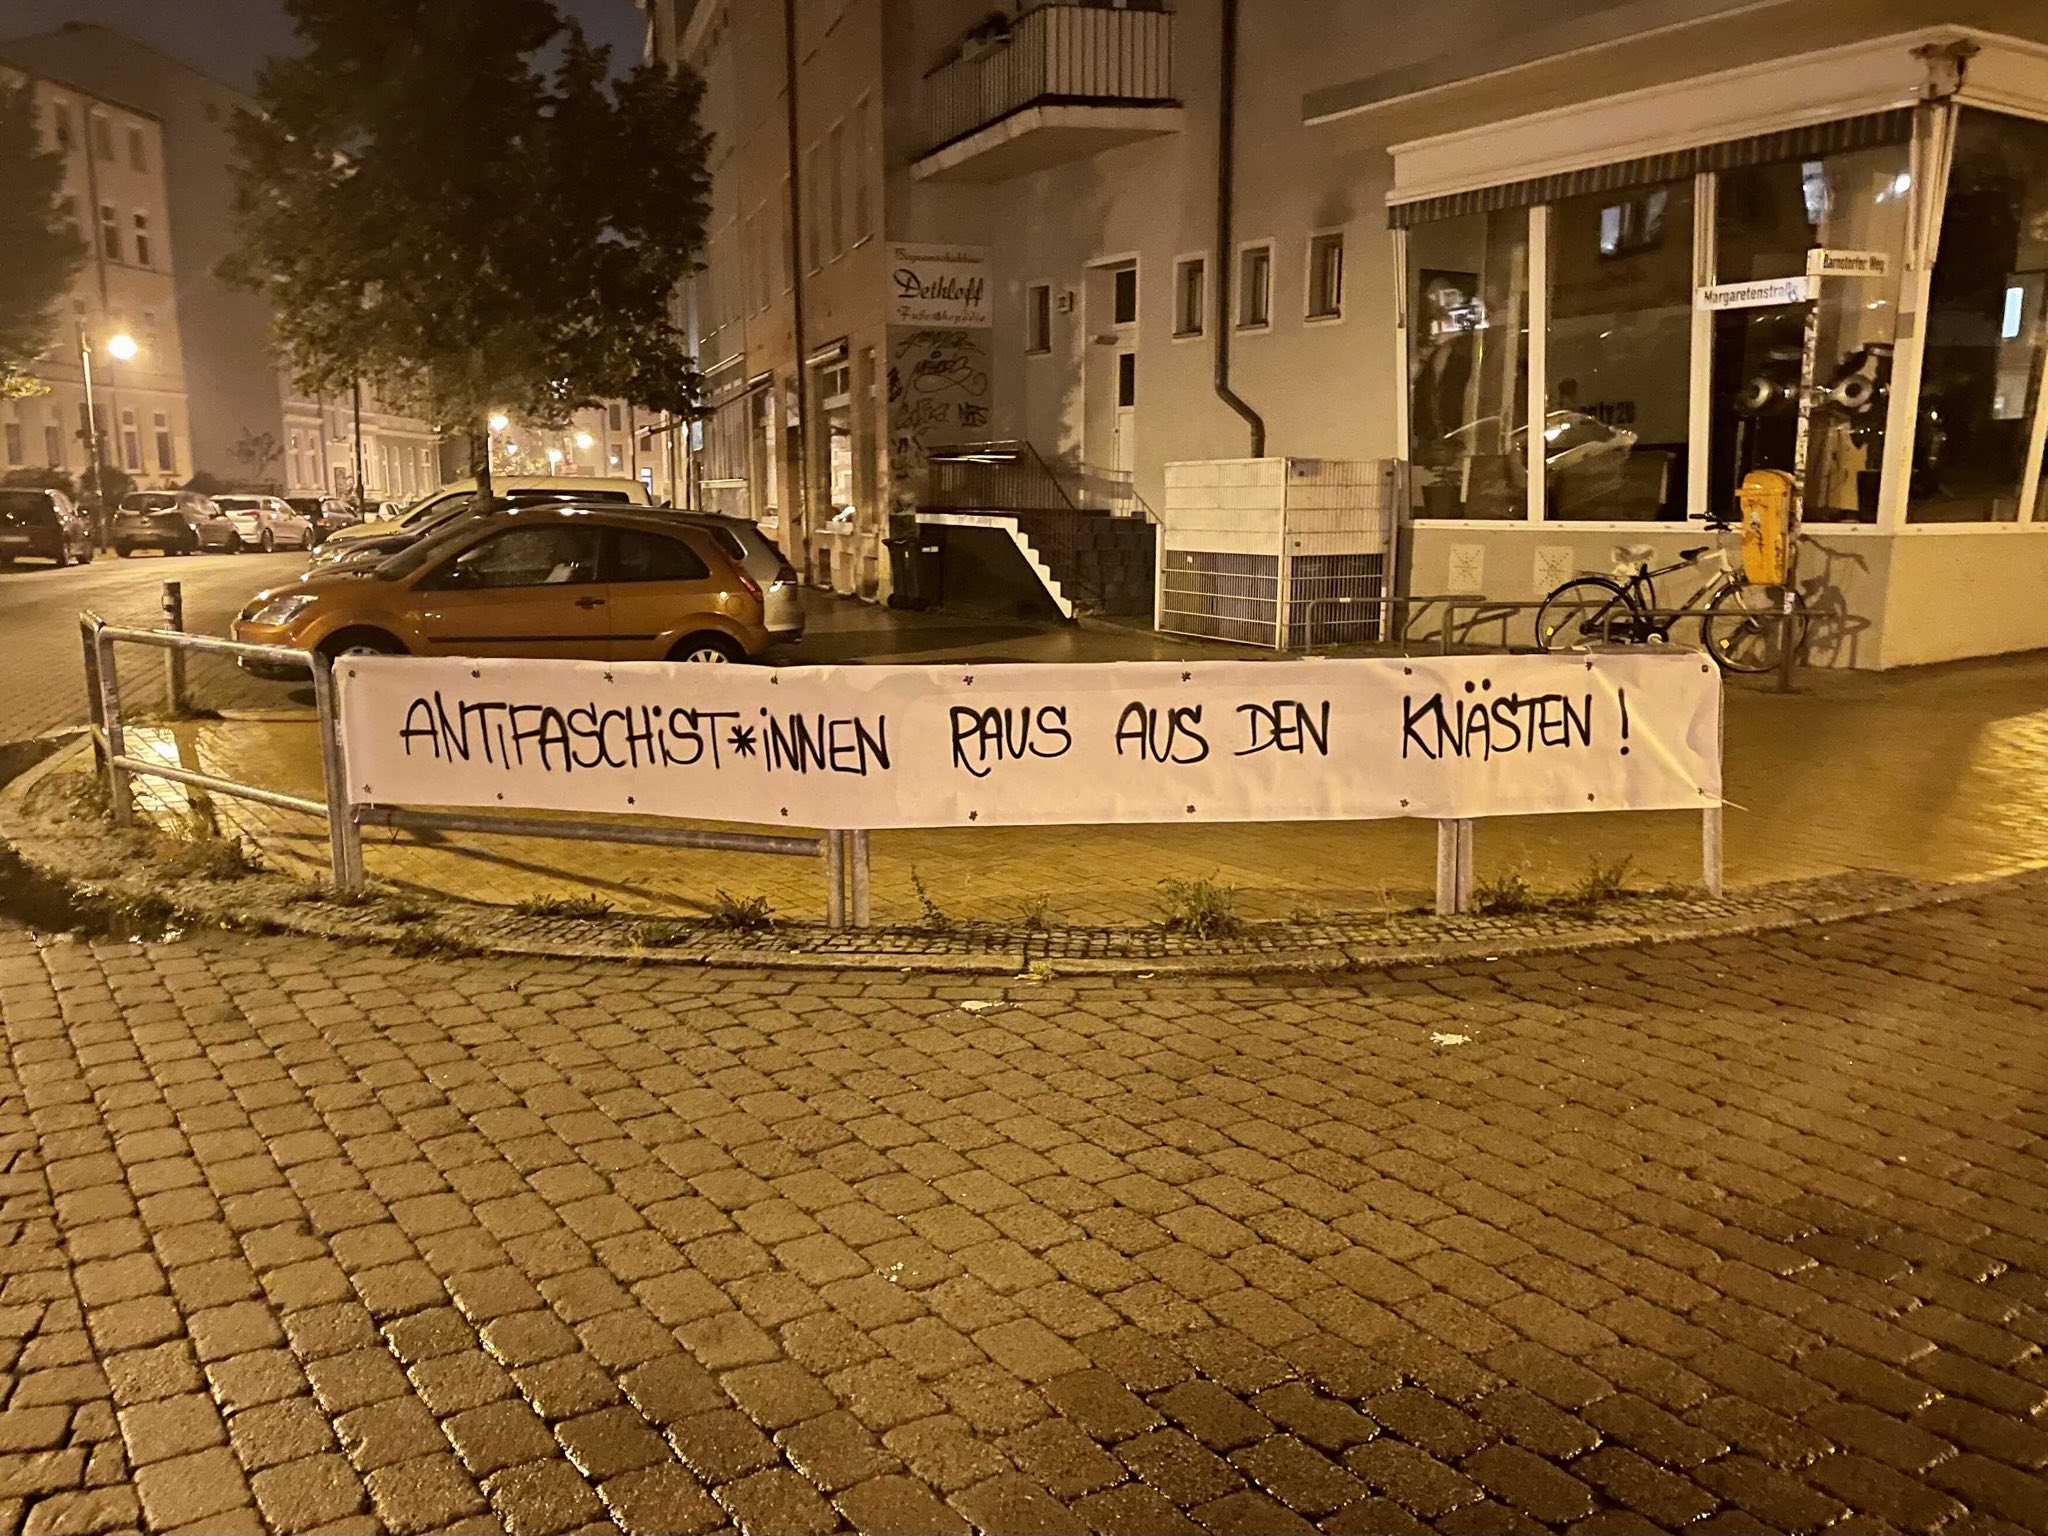 Dethloff
Barnstorfer Weg
Margaretenstraße
ANTIFASCHIST*INNEN RAUS AUS DEN KNÄSTEN!